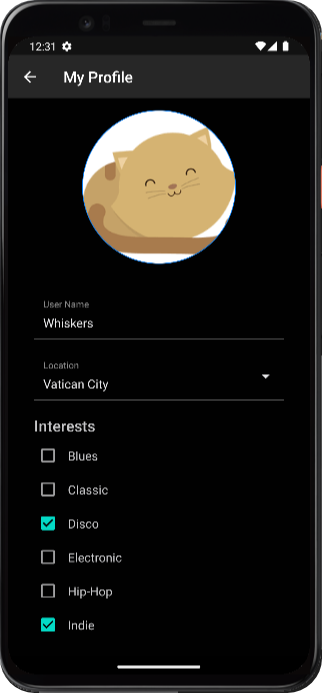 12:31
My Profile
User Name
Whiskers
Location
Vatican City
Interests
Blues
Classic
Disco
Electronic
Hip-Hop
Indie